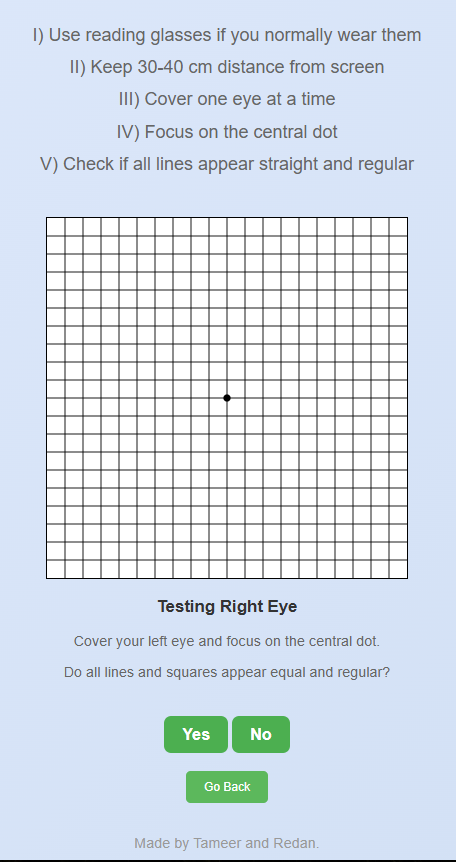 I) Use reading glasses if you normally wear them
II) Keep 30-40 cm distance from screen
III) Cover one eye at a time
IV) Focus on the central dot
V) Check if all lines appear straight and regular
Testing Right Eye
Cover your left eye and focus on the central dot.
Do all lines and squares appear equal and regular?
Yes No
Go Back
Made by Tameer and Redan.